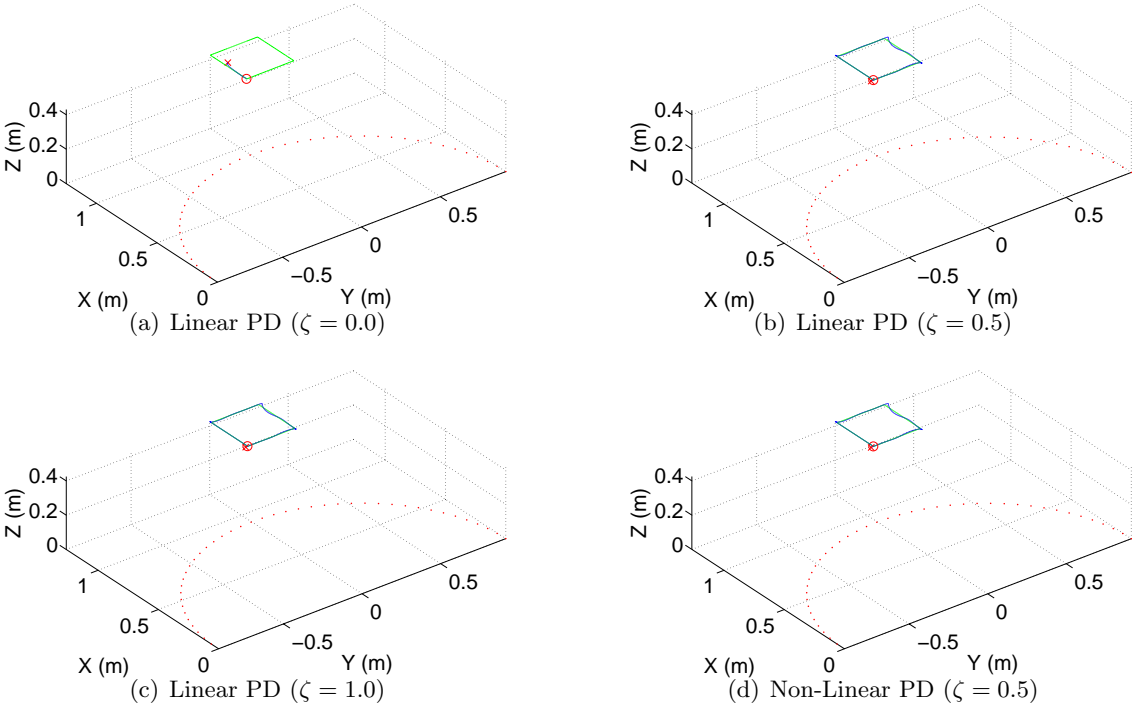 0.4
0.2
0
Z (m)
1
0.5
0
X (m)
−0.5
0
0.5
Y (m)
(a) Linear PD (ζ = 0.0)
0.4
0.2
0
Z (m)
1
0.5
0
X (m)
−0.5
0
0.5
Y (m)
(b) Linear PD (ζ = 0.5)
0.4
0.2
0
Z (m)
1
0.5
0
X (m)
−0.5
0
0.5
Y (m)
(c) Linear PD (ζ = 1.0)
0.4
0.2
0
Z (m)
1
0.5
0
X (m)
−0.5
0
0.5
Y (m)
(d) Non-Linear PD (ζ = 0.5)